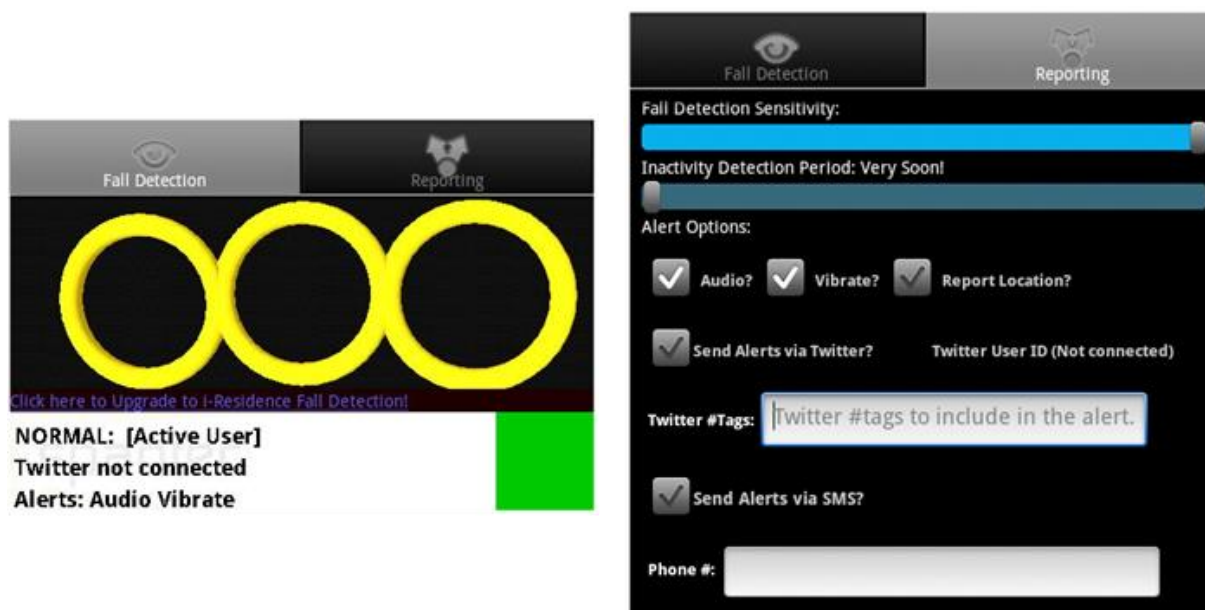 Fall Detection
Reporting
Click here to Upgrade to i-Residence Fall Detection!
NORMAL: [Active User]
Twitter not connected
Alerts: Audio Vibrate
Fall Detection
Reporting
Fall Detection Sensitivity:
Inactivity Detection Period: Very Soon!
Alert Options:
Audio? Vibrate? Report Location?
Send Alerts via Twitter? Twitter User ID (Not connected)
Twitter #Tags: Twitter #tags to include in the alert.
Send Alerts via SMS?
Phone #: